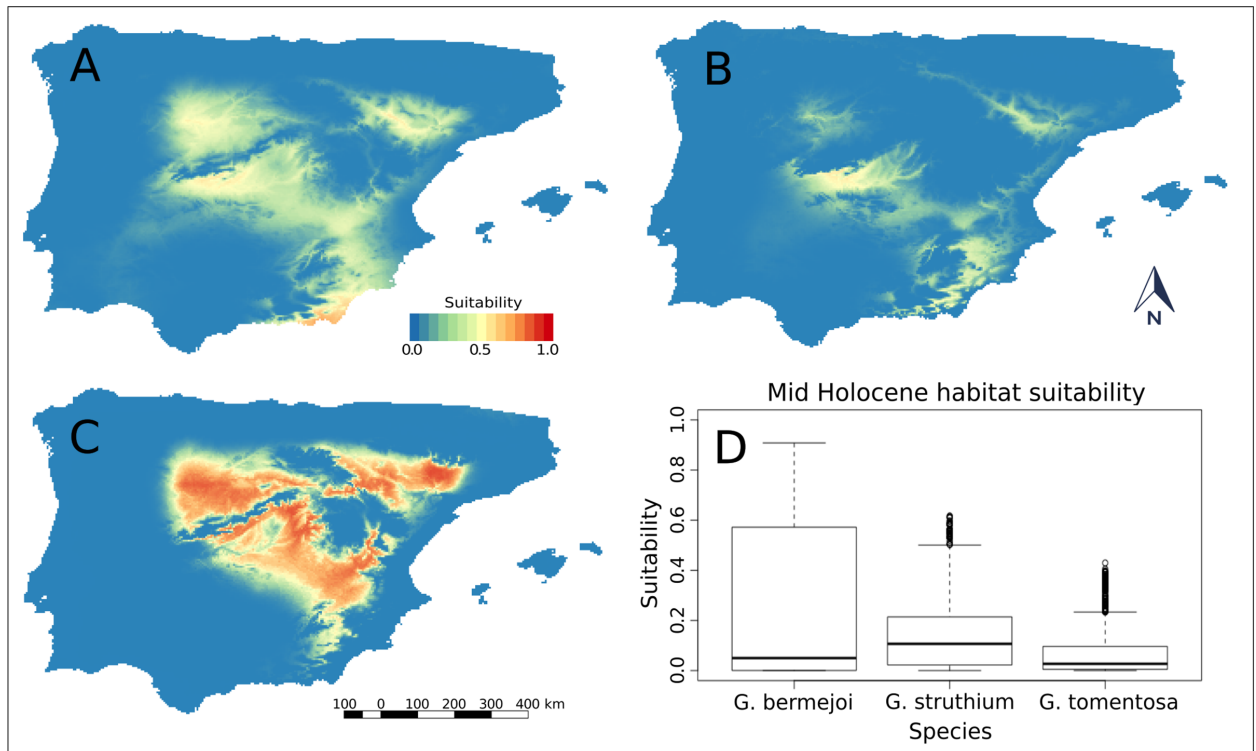 A
B
Suitability
0.0 0.5 1.0
N
C
100 0 100 200 300 400 km
Mid Holocene habitat suitability
D
Suitability
1.0
0.8
0.6
0.4
0.2
0.0
G. bermejoi G. struthium G. tomentosa
Species